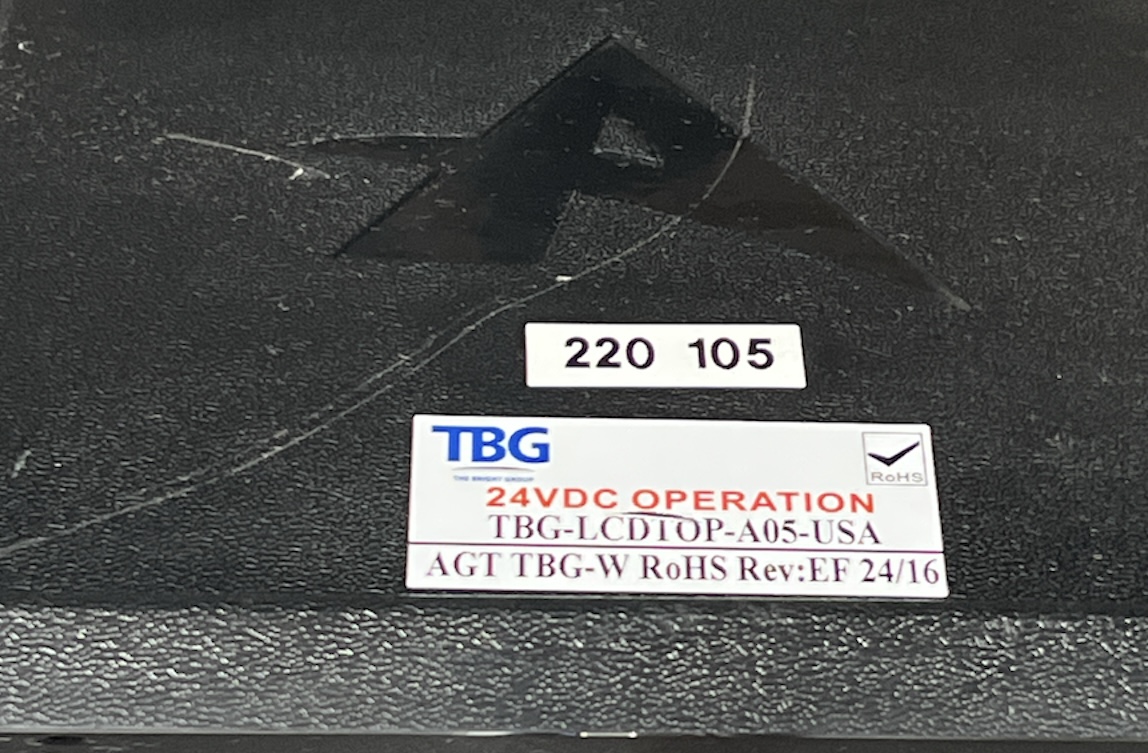 220 105
TBG
THE BRIGHT GROUP
RoHS
24VDC OPERATION
TBG-LCDTOP-A05-USA
AGT TBG-W RoHS Rev:EF 24/16